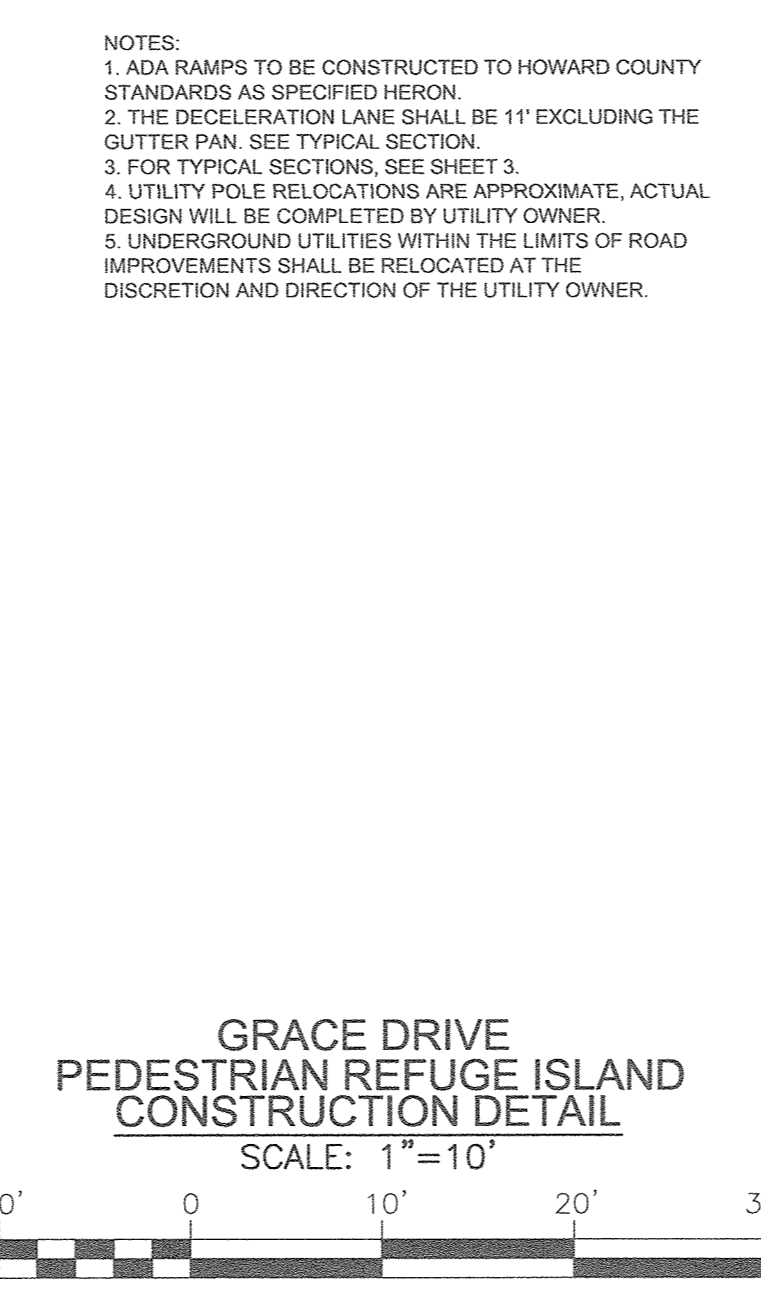 NOTES:
1. ADA RAMPS TO BE CONSTRUCTED TO HOWARD COUNTY
STANDARDS AS SPECIFIED HERON.
2. THE DECELERATION LANE SHALL BE 11' EXCLUDING THE
GUTTER PAN. SEE TYPICAL SECTION.
3. FOR TYPICAL SECTIONS, SEE SHEET 3.
4. UTILITY POLE RELOCATIONS ARE APPROXIMATE, ACTUAL
DESIGN WILL BE COMPLETED BY UTILITY OWNER.
5. UNDERGROUND UTILITIES WITHIN THE LIMITS OF ROAD
IMPROVEMENTS SHALL BE RELOCATED AT THE
DISCRETION AND DIRECTION OF THE UTILITY OWNER.
GRACE DRIVE
PEDESTRIAN REFUGE ISLAND
CONSTRUCTION DETAIL
SCALE: 1"=10'
0' 0 10' 20' 3